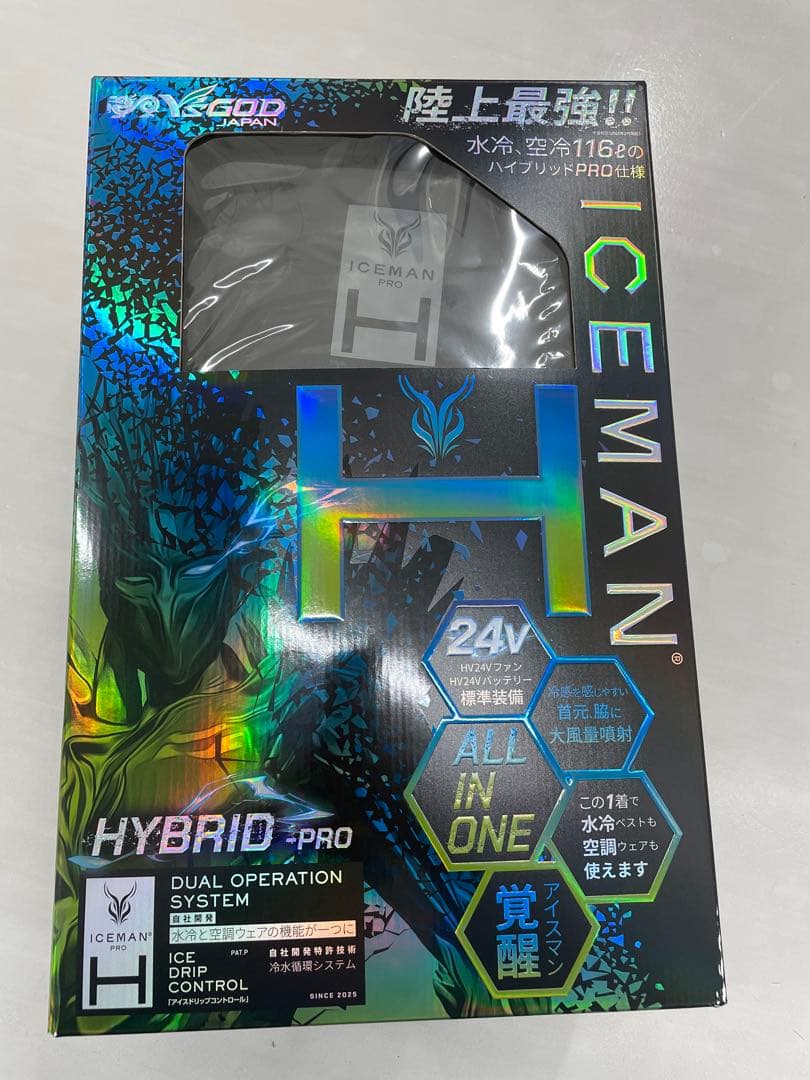 Y'sGOD
JAPAN
陸上最強!!
水冷、空冷116ℓの
ハイブリッドPRO仕様
ICEMAN®
ICEMAN
PRO
H
H
24V
HV24Vファン
HV24Vバッテリー
標準装備
冷感を感じやすい
首元、脇に
大風量噴射
ALL
IN
ONE
この1着で
水冷ベストも
空調ウェアも
使えます
アイスマン
覚醒
HYBRID -PRO
ICEMAN®
PRO
H
DUAL OPERATION
SYSTEM
自社開発
水冷と空調ウェアの機能が一つに
ICE PAT.P
DRIP
CONTROL
「アイスドリップコントロール」
自社開発特許技術
冷水循環システム
SINCE 2025